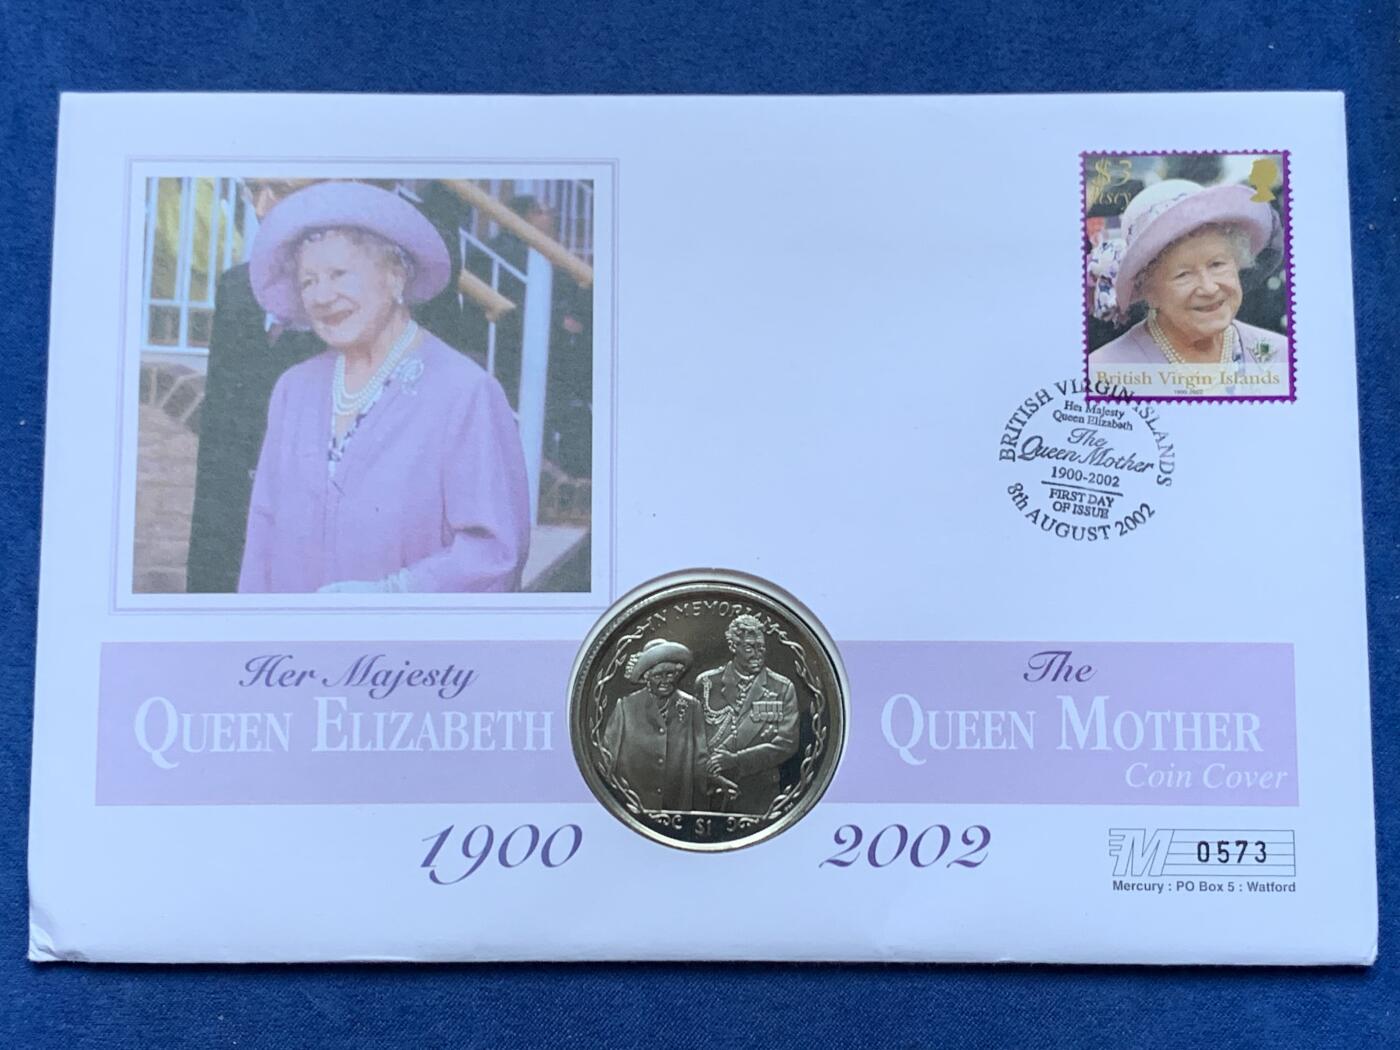 $3
British Virgin Islands
1900-2002
BRITISH VIRGIN ISLANDS
Her Majesty
Queen Elizabeth
The
Queen Mother
1900-2002
FIRST DAY
OF ISSUE
8th AUGUST 2002
IN MEMORIAM
$1
Her Majesty
QUEEN ELIZABETH
The
QUEEN MOTHER
Coin Cover
1900
2002
M
0573
Mercury : PO Box 5 : Watford